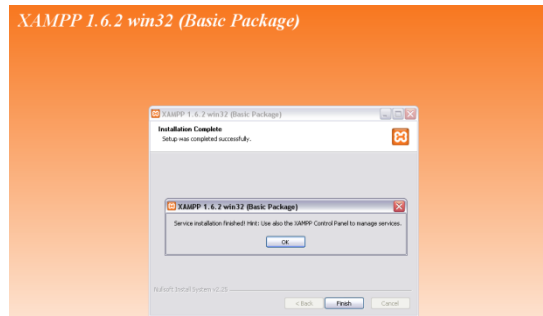 XAMPP 1.6.2 win32 (Basic Package)
XAMPP 1.6.2 win32 (Basic Package)
Installation Complete
Setup was completed successfully.
XAMPP 1.6.2 win32 (Basic Package)
Service installation finished! Hint: Use also the XAMPP Control Panel to manage services.
OK
Nullsoft Install System v2.25
< Back Finish Cancel